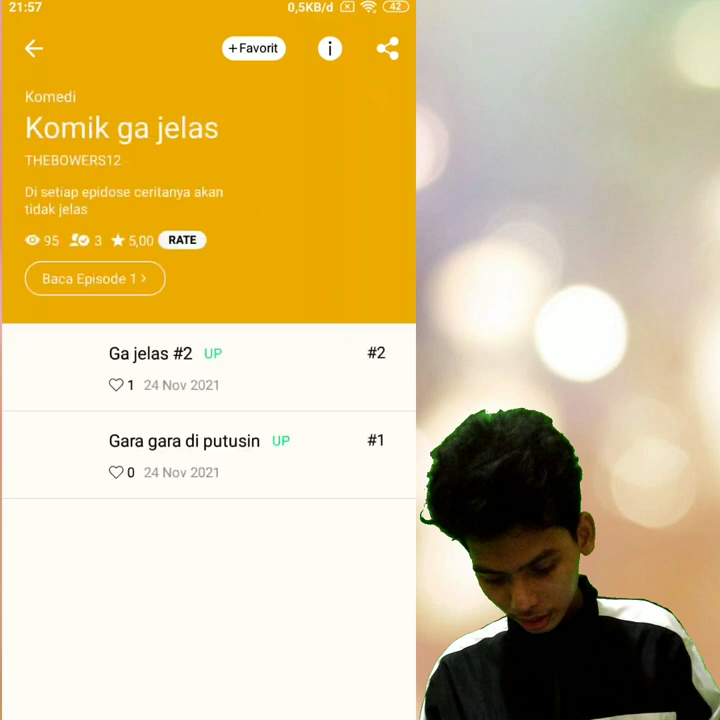 21:57 0,5KB/d 42
+Favorit
Komedi
Komik ga jelas
THEBOWERS12
Di setiap epidose ceritanya akan
tidak jelas
95 3 5,00 RATE
Baca Episode 1 >
Ga jelas #2 UP #2
1 24 Nov 2021
Gara gara di putusin UP #1
0 24 Nov 2021